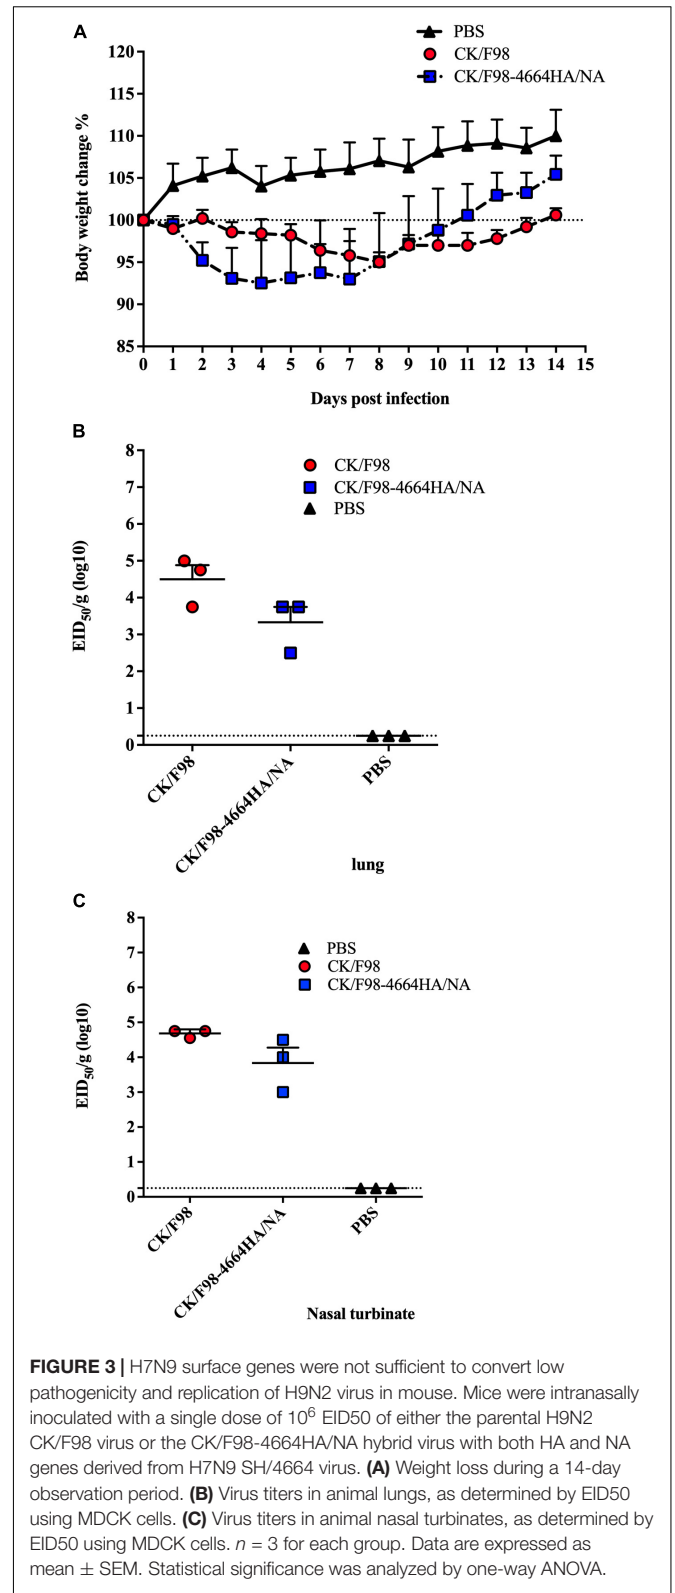 A
PBS
CK/F98
CK/F98-4664HA/NA
120
115
110
105
100
95
90
85
Body weight change %
0 1 2 3 4 5 6 7 8 9 10 11 12 13 14 15
Days post infection
B
8
7
6
5
4
3
2
1
0
EID50/g (log10)
CK/F98
CK/F98-4664HA/NA
PBS
CK/F98
CK/F98-4664HA/NA
PBS
lung
C
8
7
6
5
4
3
2
1
0
EID50/g (log10)
PBS
CK/F98
CK/F98-4664HA/NA
CK/F98
CK/F98-4664HA/NA
PBS
Nasal turbinate
FIGURE 3 | H7N9 surface genes were not sufficient to convert low
pathogenicity and replication of H9N2 virus in mouse. Mice were intranasally
inoculated with a single dose of 10⁶ EID50 of either the parental H9N2
CK/F98 virus or the CK/F98-4664HA/NA hybrid virus with both HA and NA
genes derived from H7N9 SH/4664 virus. (A) Weight loss during a 14-day
observation period. (B) Virus titers in animal lungs, as determined by EID50
using MDCK cells. (C) Virus titers in animal nasal turbinates, as determined by
EID50 using MDCK cells. n = 3 for each group. Data are expressed as
mean ± SEM. Statistical significance was analyzed by one-way ANOVA.